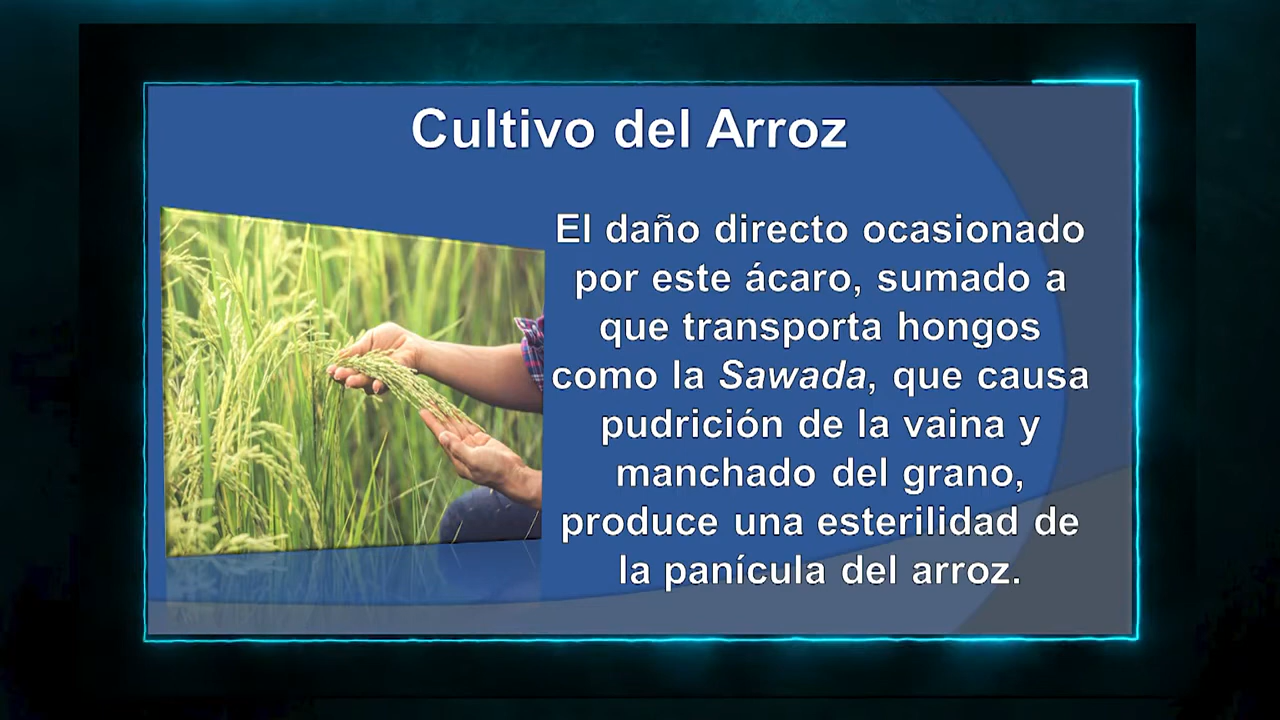 Cultivo del Arroz
El daño directo ocasionado
por este ácaro, sumado a
que transporta hongos
como la Sawada, que causa
pudrición de la vaina y
manchado del grano,
produce una esterilidad de
la panícula del arroz.